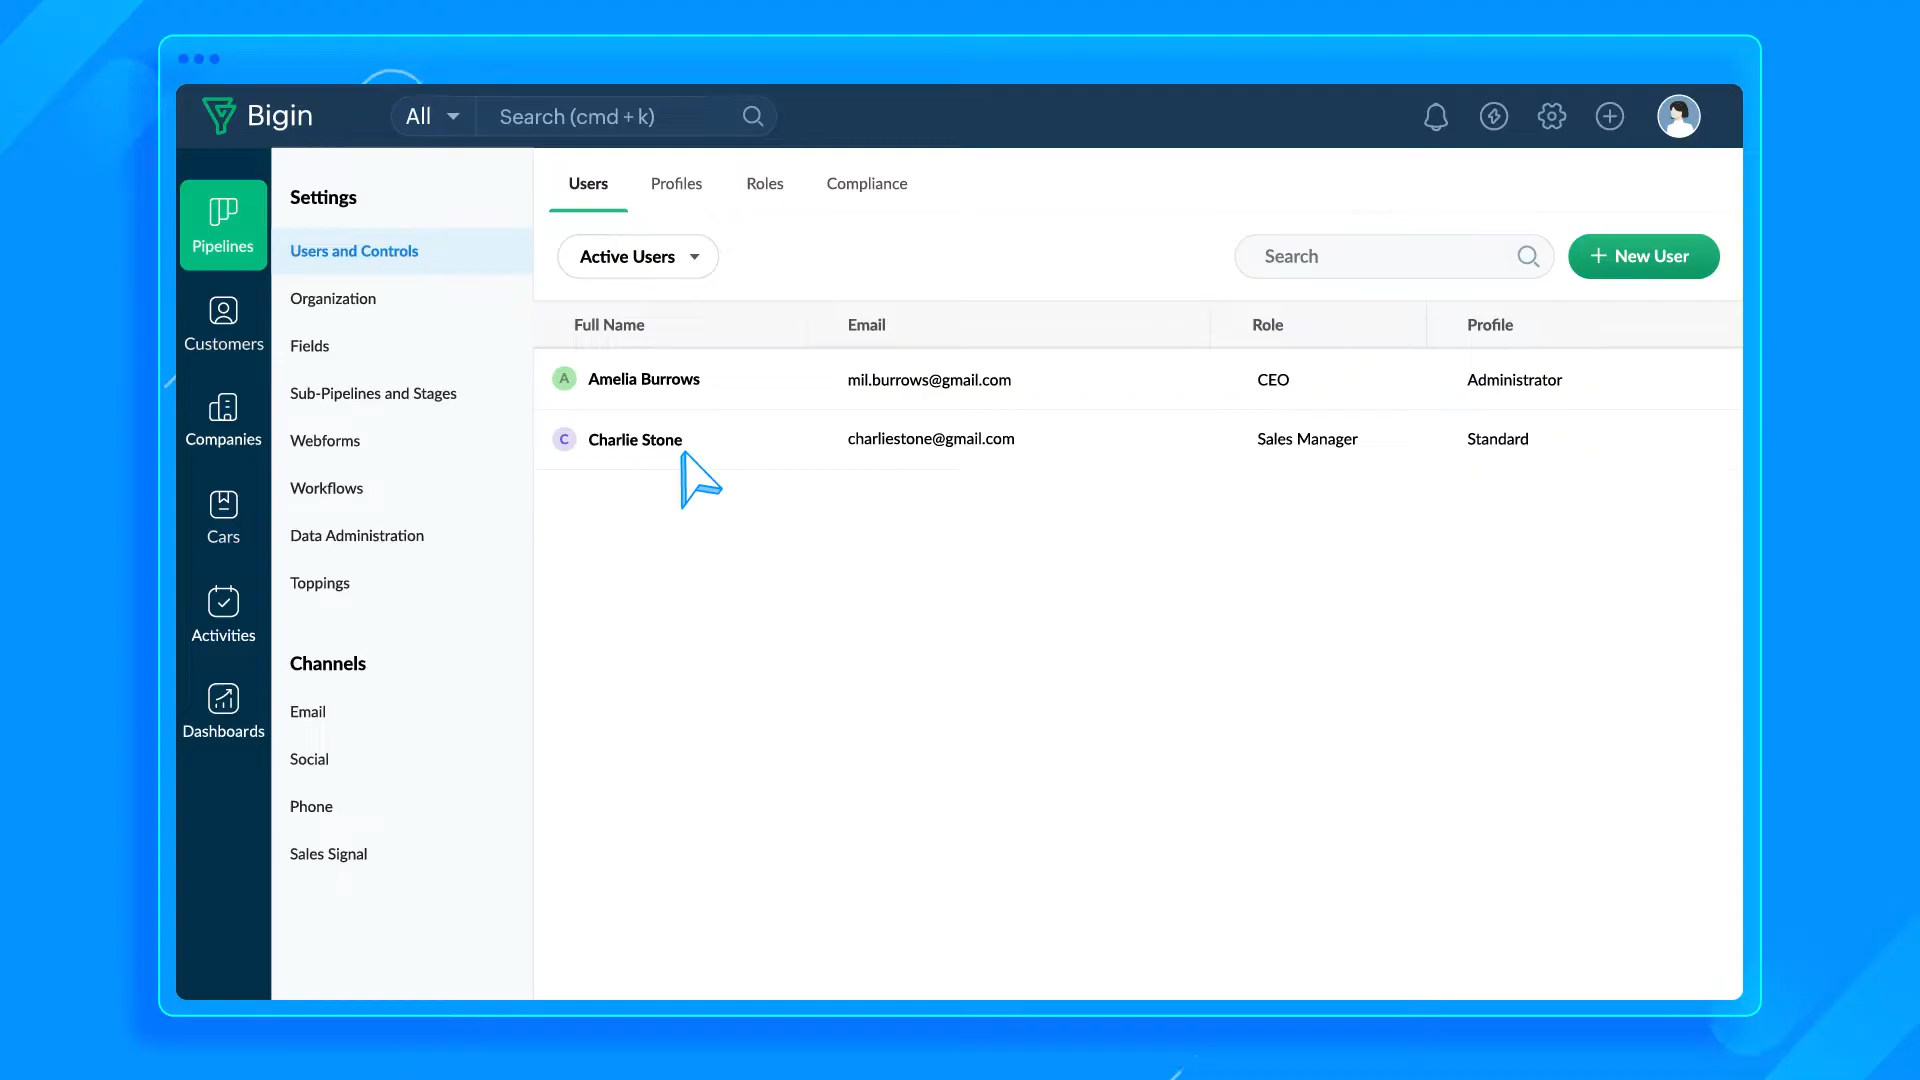 Bigin
All
Search (cmd + k)
Pipelines
Customers
Companies
Cars
Activities
Dashboards
Settings
Users and Controls
Organization
Fields
Sub-Pipelines and Stages
Webforms
Workflows
Data Administration
Toppings
Channels
Email
Social
Phone
Sales Signal
Users Profiles Roles Compliance
Active Users
Search
+ New User
Full Name Email Role Profile
A Amelia Burrows mil.burrows@gmail.com CEO Administrator
C Charlie Stone charliestone@gmail.com Sales Manager Standard